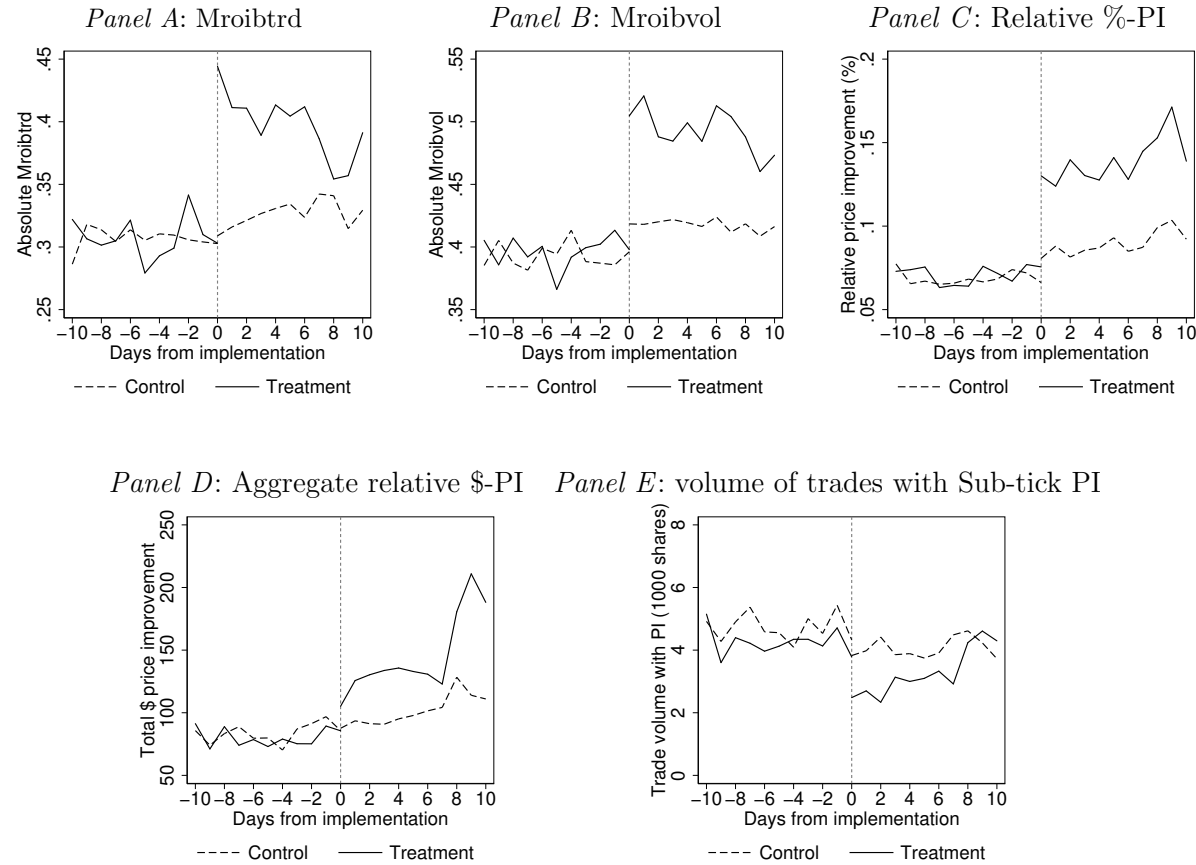 Panel A: Mroibtrd
Absolute Mroibtrd
.45
.4
.35
.3
.25
−10 −8 −6 −4 −2 0 2 4 6 8 10
Days from implementation
Control Treatment
Panel B: Mroibvol
Absolute Mroibvol
.55
.5
.45
.4
.35
−10 −8 −6 −4 −2 0 2 4 6 8 10
Days from implementation
Control Treatment
Panel C: Relative %-PI
Relative price improvement (%)
.2
.15
.1
.05
−10 −8 −6 −4 −2 0 2 4 6 8 10
Days from implementation
Control Treatment
Panel D: Aggregate relative $-PI
Total $ price improvement
250
200
150
100
50
−10 −8 −6 −4 −2 0 2 4 6 8 10
Days from implementation
Control Treatment
Panel E: volume of trades with Sub-tick PI
Trade volume with PI (1000 shares)
8
6
4
2
0
−10 −8 −6 −4 −2 0 2 4 6 8 10
Days from implementation
Control Treatment